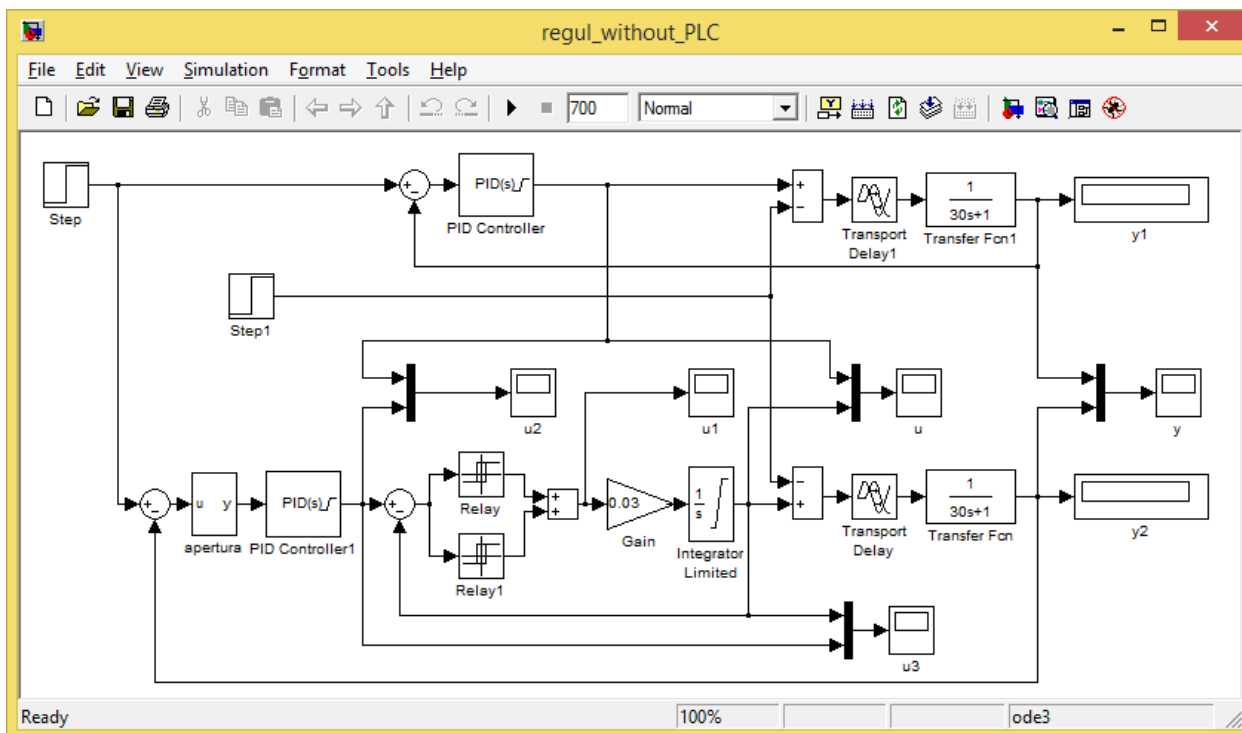 regul_without_PLC
File Edit View Simulation Format Tools Help
700 Normal
Step
+
-
PID(s)
PID Controller
+
-
Transport
Delay1
1
30s+1
Transfer Fcn1
y1
Step1
u2
u1
u
y
+
-
u y
apertura
PID(s)
PID Controller1
+
-
Relay
Relay1
+
+
0.03
Gain
1
s
Integrator
Limited
-
+
Transport
Delay
1
30s+1
Transfer Fcn
y2
u3
Ready 100% ode3